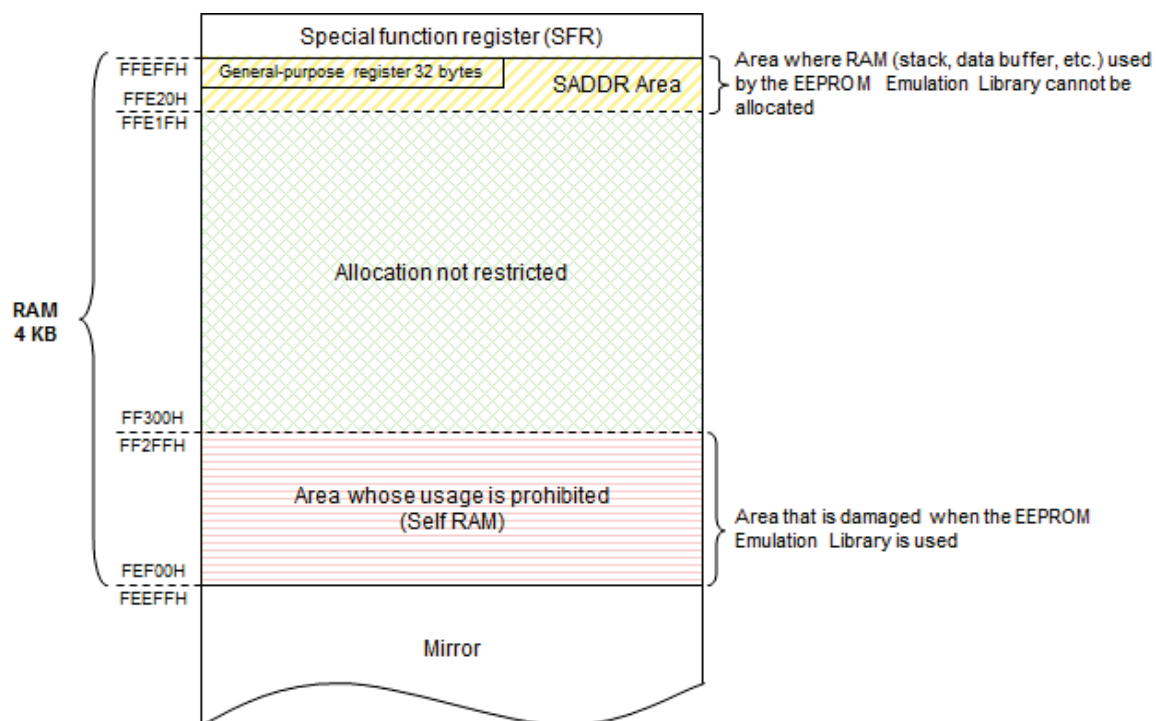 Special function register (SFR)
FFEFFH
General-purpose register 32 bytes
SADDR Area
FFE20H
FFE1FH
Area where RAM (stack, data buffer, etc.) used
by the EEPROM Emulation Library cannot be
allocated
Allocation not restricted
RAM
4 KB
FF300H
FF2FFH
Area whose usage is prohibited
(Self RAM)
Area that is damaged when the EEPROM
Emulation Library is used
FEF00H
FEEFFH
Mirror